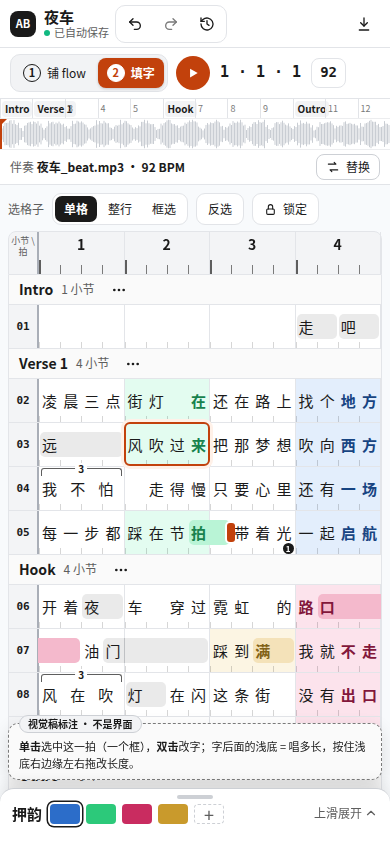 AB 夜车
已自动保存
1 铺 flow 2 填字 1 · 1 · 1 92
Intro Verse 1 4 5 Hook 7 8 9 Outro 11 12
伴奏 夜车_beat.mp3 · 92 BPM 替换
选格子 单格 整行 框选 反选 锁定
小节\拍 1 2 3 4
Intro 1 小节 ···
01 走 吧
Verse 1 4 小节 ···
02 凌 晨 三 点 街 灯 在 还 在 路 上 找 个 地 方
03 远 风 吹 过 来 把 那 梦 想 吹 向 西 方
3
04 我 不 怕 走 得 慢 只 要 心 里 还 有 一 场
05 每 一 步 都 踩 在 节 拍 带 着 光 一 起 启 航
1
Hook 4 小节 ···
06 开 着 夜 车 穿 过 霓 虹 的 路 口
07 油 门 踩 到 满 我 就 不 走
3
08 风 在 吹 灯 在 闪 这 条 街 没 有 出 口
视觉稿标注 · 不是界面
单击选中这一拍（一个框），双击改字；字后面的浅底 = 唱多长，按住浅
底右边缘左右拖改长度。
押韵 + 上滑展开